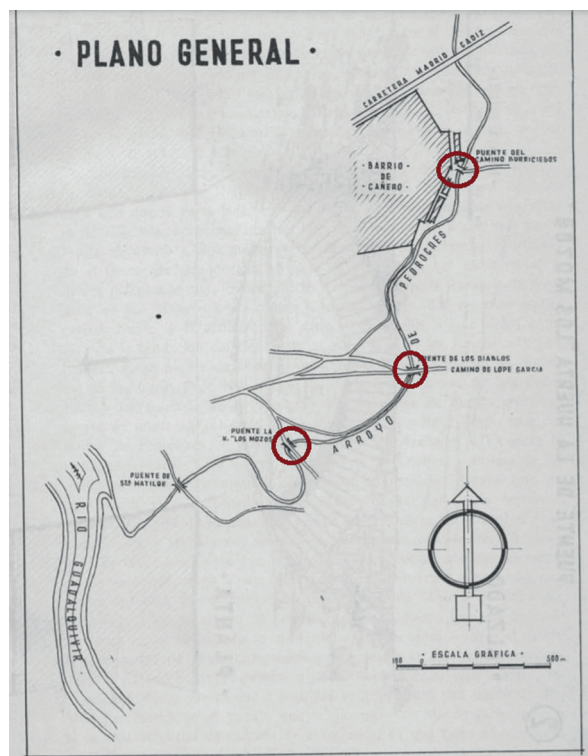 · PLANO GENERAL ·
CARRETERA MADRID CADIZ
PUENTE DEL
CAMINO BURRICIEGOS
· BARRIO ·
DE
· CAÑERO ·
ARROYO DE PEDROCHES
PUENTE DE LOS DIABLOS
CAMINO DE LOPE GARCIA
PUENTE LA
H. "LOS MOZOS"
PUENTE DE
STA MATILDE
RIO GUADALQUIVIR
· ESCALA GRAFICA ·
100 0 500 m.
2